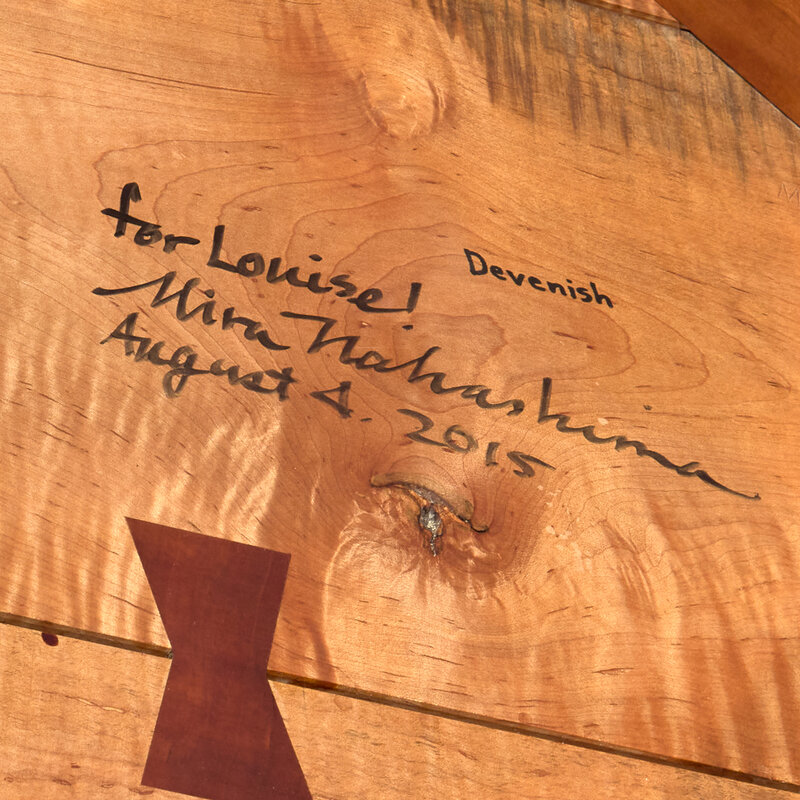 for Louise!
Devenish
Mira Nakashima
August 4. 2015